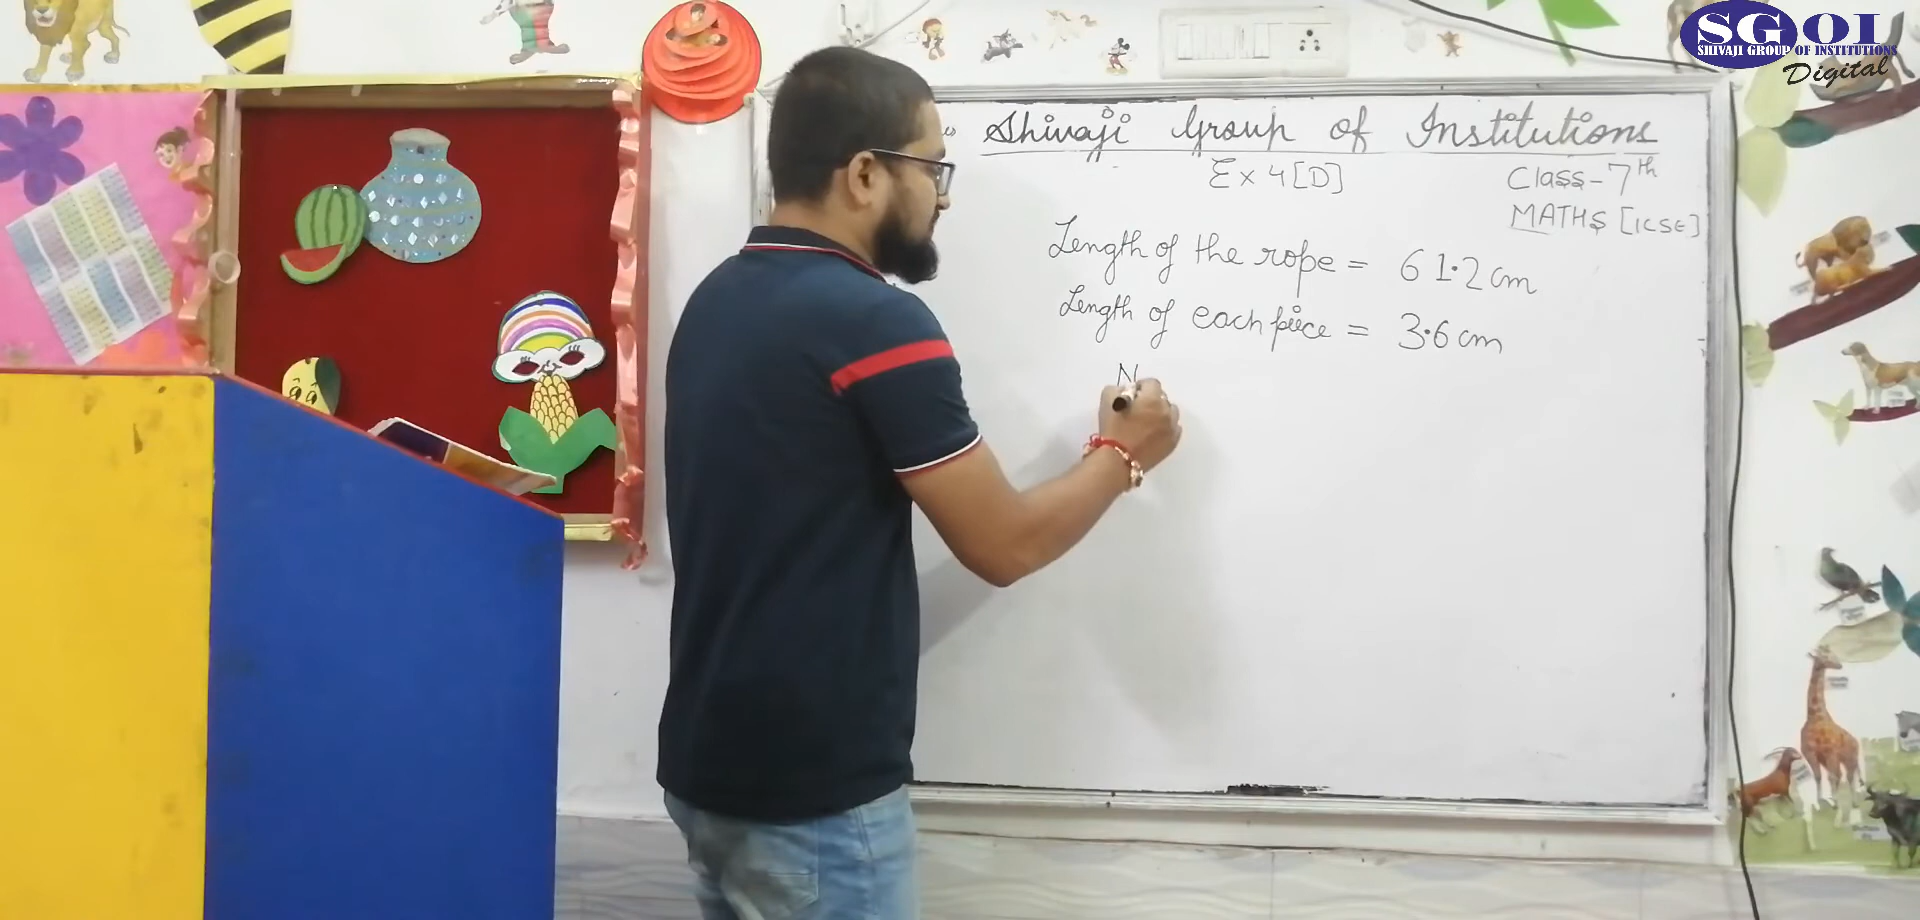 SGOI
SHIVAJI GROUP OF INSTITUTIONS
Digital
Shivaji Group of Institutions
Ex 4[D]
Class-7th
MATHS [ICSE]
Length of the rope = 61.2 cm
Length of each piece = 3.6 cm
N